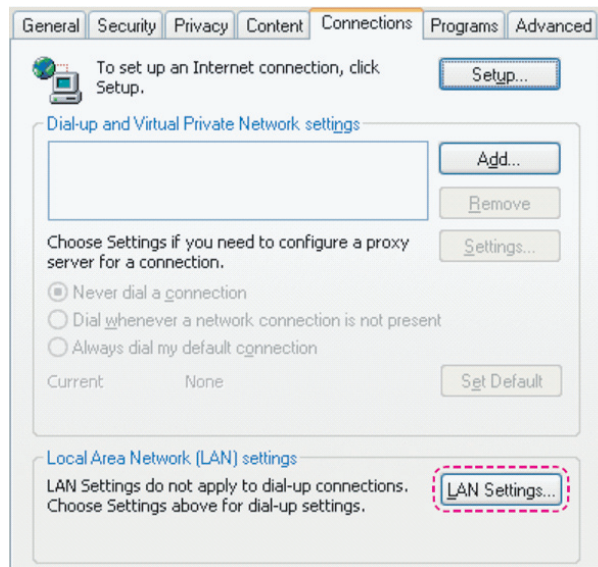 General Security Privacy Content Connections Programs Advanced
To set up an Internet connection, click
Setup.
Setup...
Dial-up and Virtual Private Network settings
Add...
Remove
Choose Settings if you need to configure a proxy
server for a connection.
Settings...
Never dial a connection
Dial whenever a network connection is not present
Always dial my default connection
Current None
Set Default
Local Area Network (LAN) settings
LAN Settings do not apply to dial-up connections.
Choose Settings above for dial-up settings.
LAN Settings...